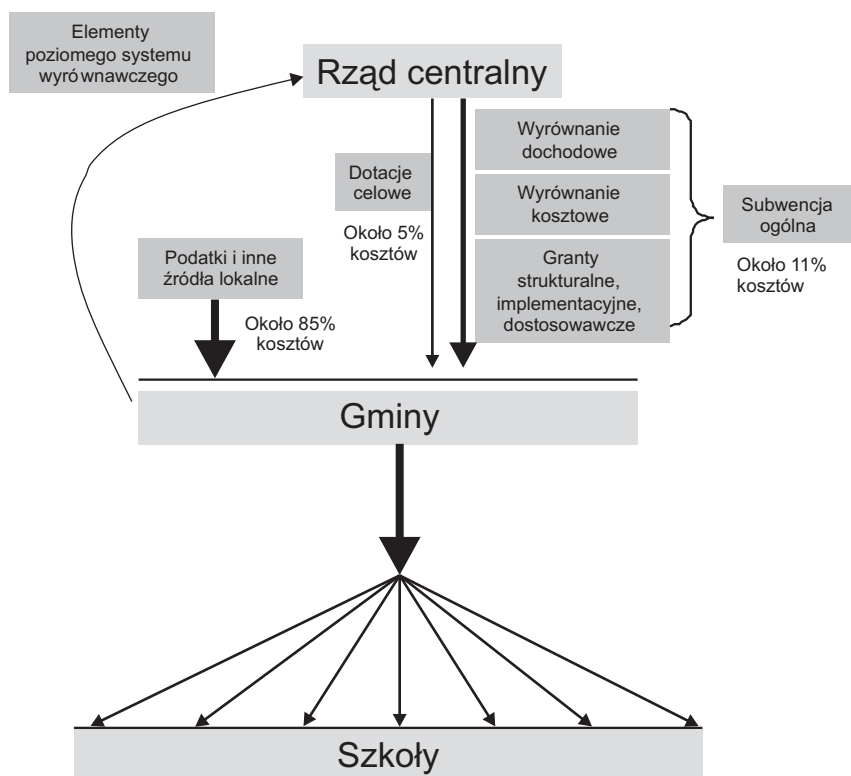 Elementy
poziomego systemu
wyrównawczego
Rząd centralny
Wyrównanie
dochodowe
Dotacje
celowe
Wyrównanie
kosztowe
Subwencja
ogólna
Około 5%
kosztów
Podatki i inne
źródła lokalne
Granty
strukturalne,
implementacyjne,
dostosowawcze
Około 11%
kosztów
Około 85%
kosztów
Gminy
Szkoły